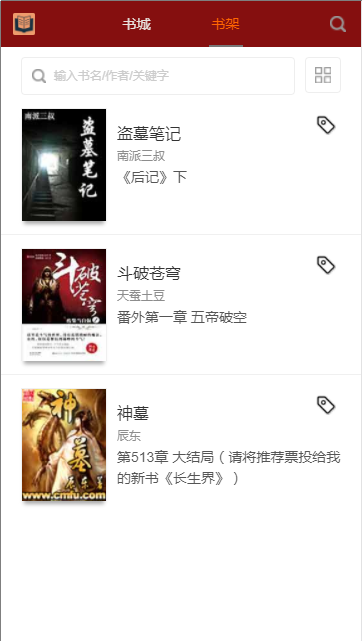 书城
书架
输入书名/作者/关键字
南派三叔
盗墓笔记
盗墓笔记
南派三叔
《后记》下
斗破苍穹
斗破苍穹
天蚕土豆
番外第一章 五帝破空
神墓
辰东 著
www.cmfu.com
神墓
辰东
第513章 大结局（请将推荐票投给我
的新书《长生界》）